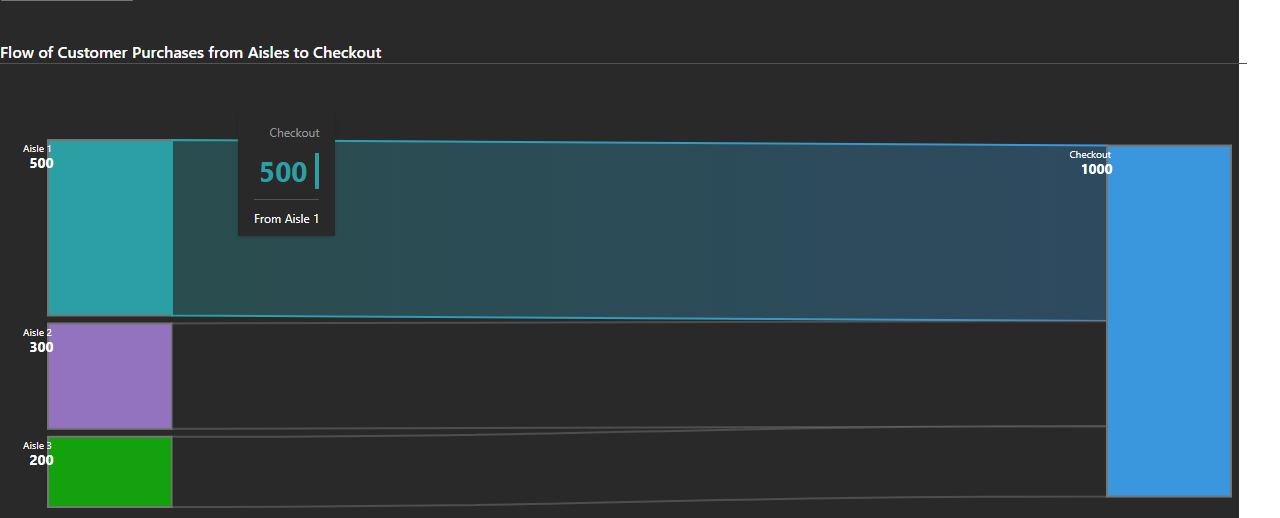 Flow of Customer Purchases from Aisles to Checkout
Checkout
500
From Aisle 1
Aisle 1
500
Checkout
1000
Aisle 2
300
Aisle 3
200